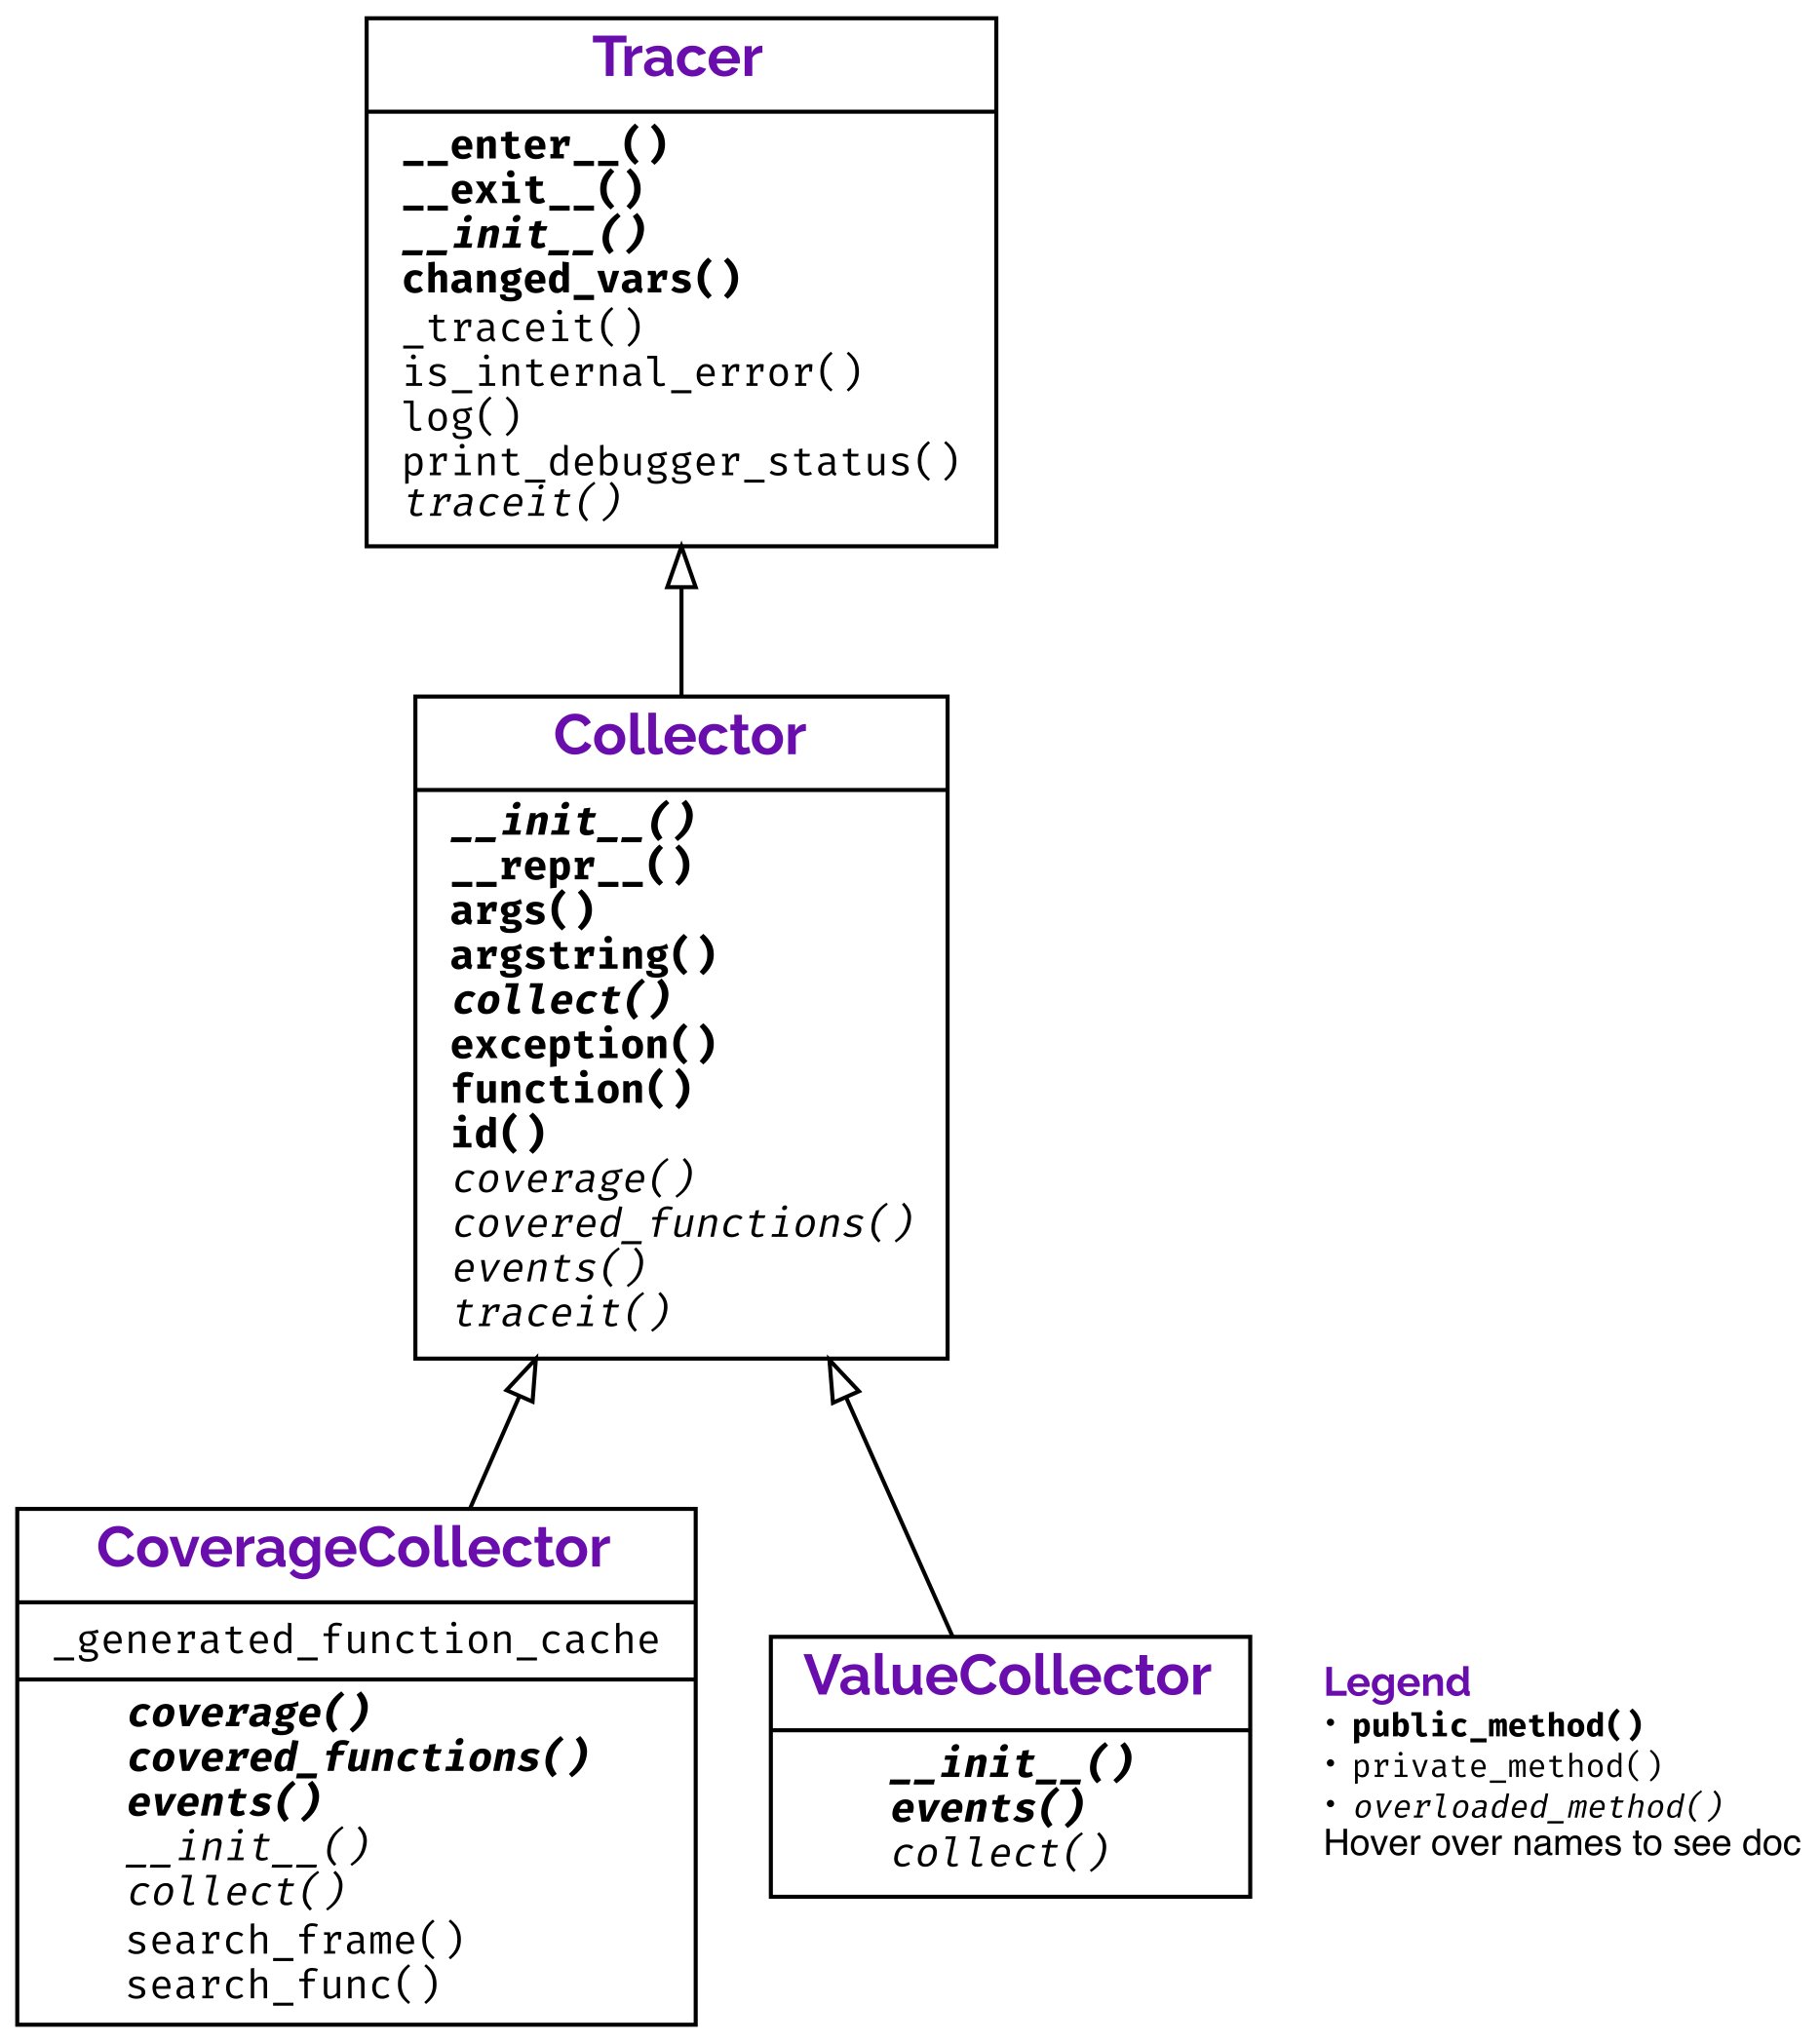 Tracer
__enter__()
__exit__()
__init__()
changed_vars()
_traceit()
is_internal_error()
log()
print_debugger_status()
traceit()
Collector
__init__()
__repr__()
args()
argstring()
collect()
exception()
function()
id()
coverage()
covered_functions()
events()
traceit()
CoverageCollector
_generated_function_cache
coverage()
covered_functions()
events()
__init__()
collect()
search_frame()
search_func()
ValueCollector
__init__()
events()
collect()
Legend
• public_method()
• private_method()
• overloaded_method()
Hover over names to see doc